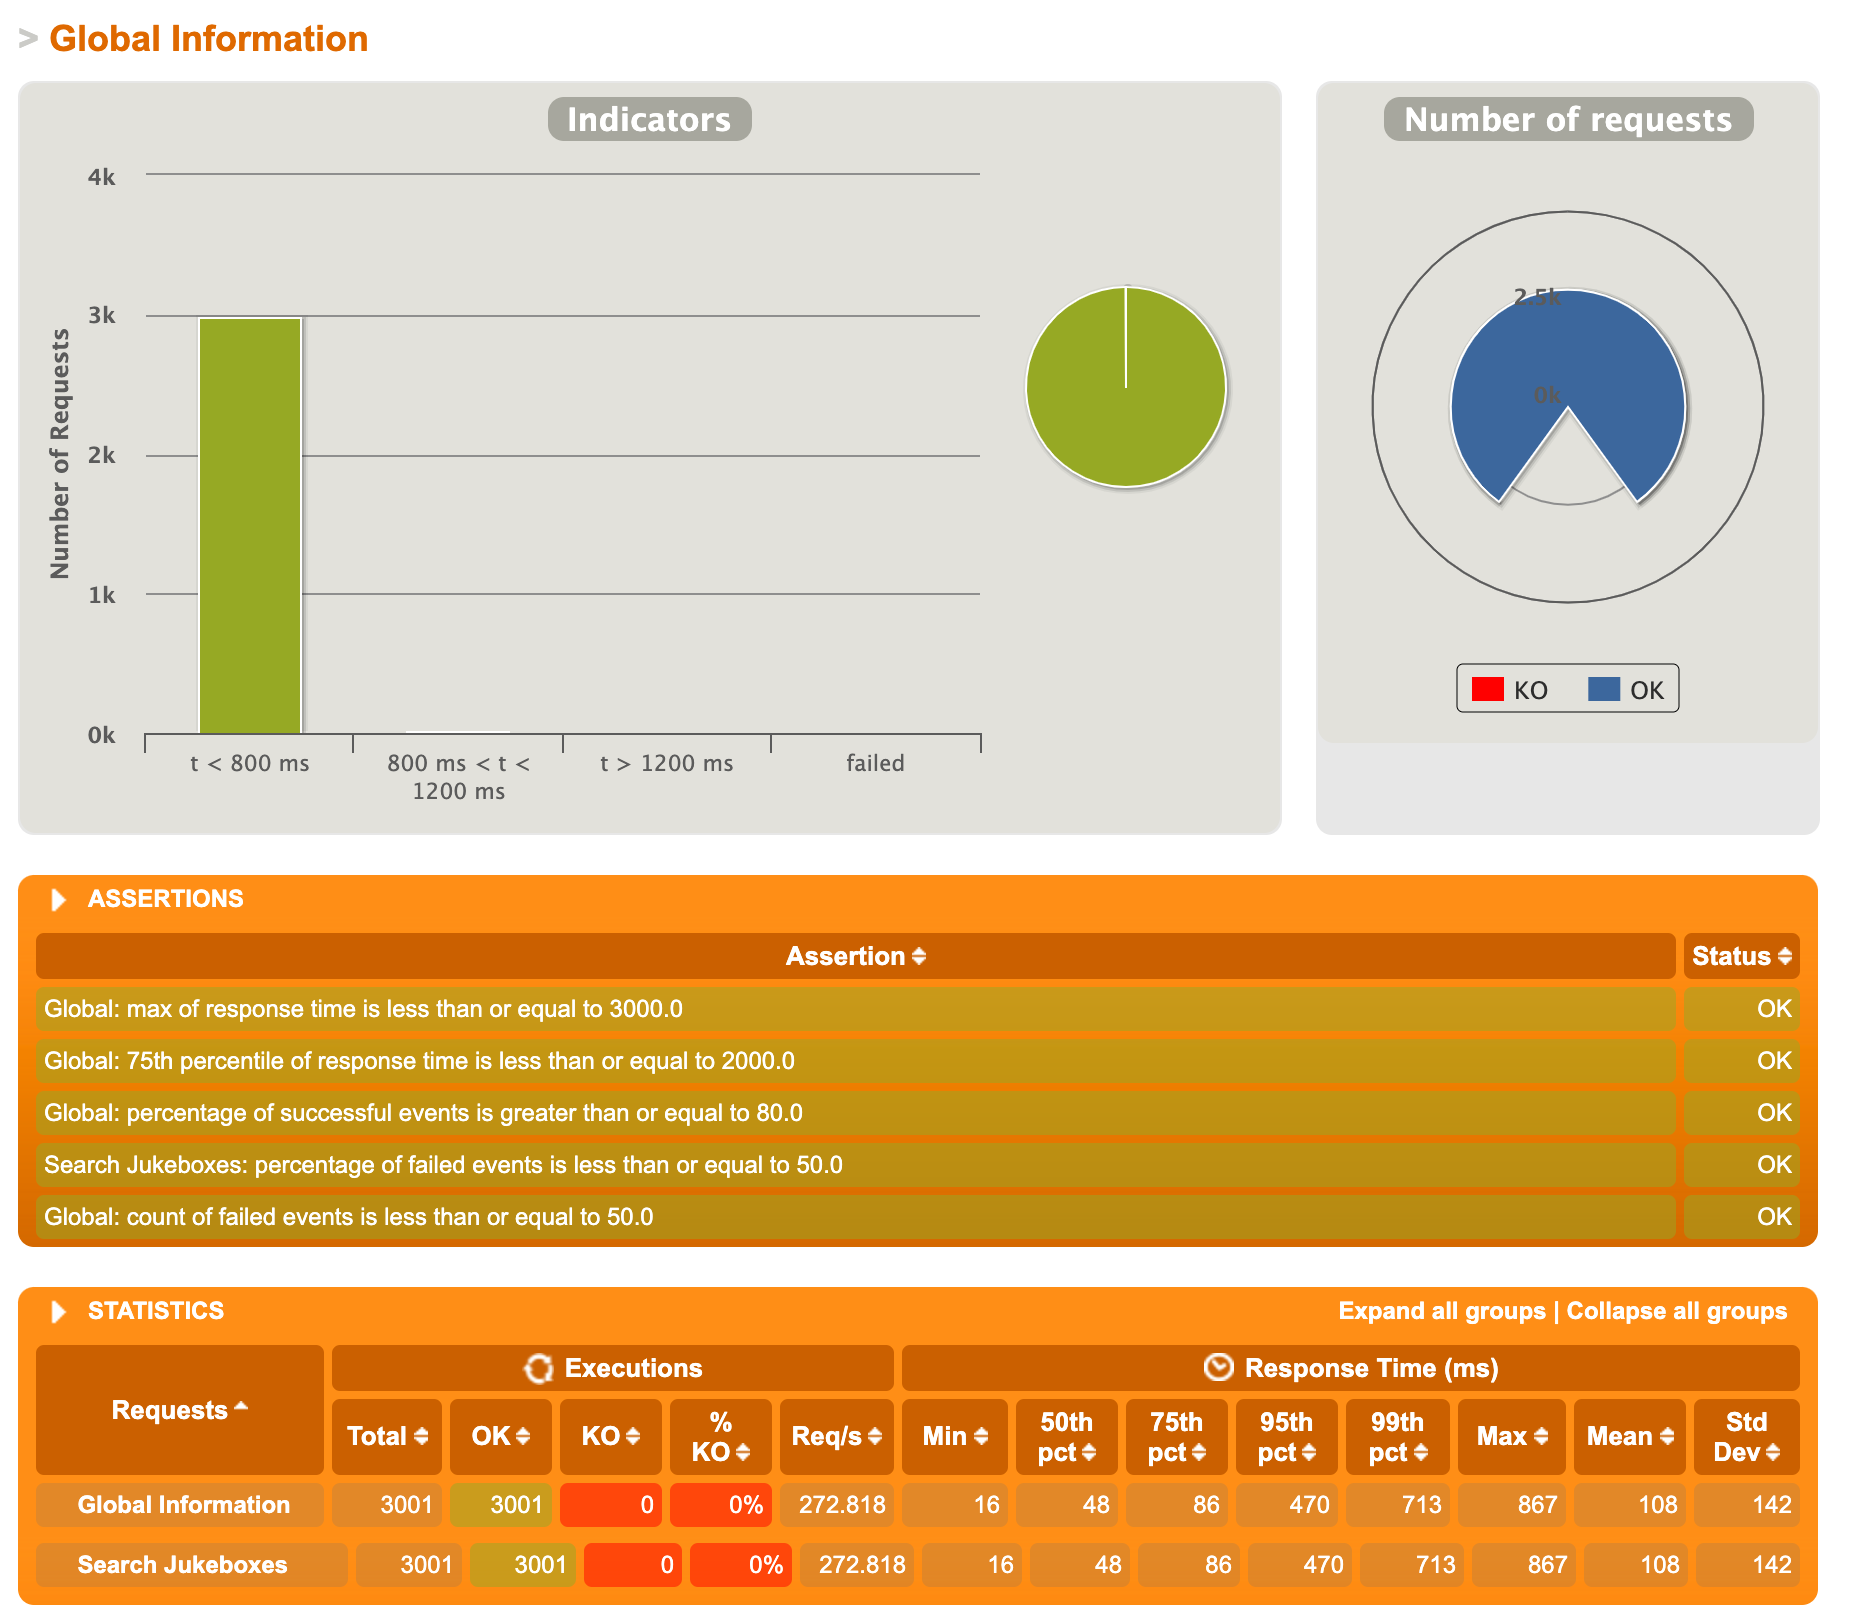 > Global Information
Indicators
4k
3k
2k
1k
0k
Number of Requests
t < 800 ms
800 ms < t <
1200 ms
t > 1200 ms
failed
Number of requests
2.5k
0k
KO OK
ASSERTIONS
Assertion Status
Global: max of response time is less than or equal to 3000.0 OK
Global: 75th percentile of response time is less than or equal to 2000.0 OK
Global: percentage of successful events is greater than or equal to 80.0 OK
Search Jukeboxes: percentage of failed events is less than or equal to 50.0 OK
Global: count of failed events is less than or equal to 50.0 OK
STATISTICS Expand all groups | Collapse all groups
Requests Executions Response Time (ms)
Total OK KO % KO Req/s Min 50th pct 75th pct 95th pct 99th pct Max Mean Std Dev
Global Information 3001 3001 0 0% 272.818 16 48 86 470 713 867 108 142
Search Jukeboxes 3001 3001 0 0% 272.818 16 48 86 470 713 867 108 142